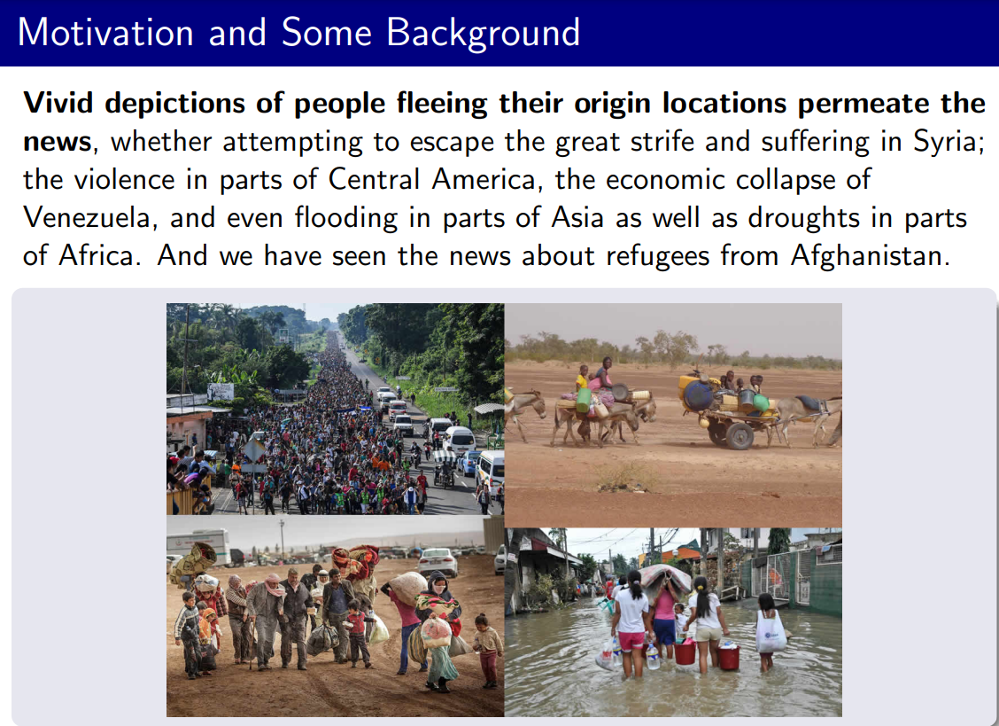 Motivation and Some Background
Vivid depictions of people fleeing their origin locations permeate the
news, whether attempting to escape the great strife and suffering in Syria;
the violence in parts of Central America, the economic collapse of
Venezuela, and even flooding in parts of Asia as well as droughts in parts
of Africa. And we have seen the news about refugees from Afghanistan.